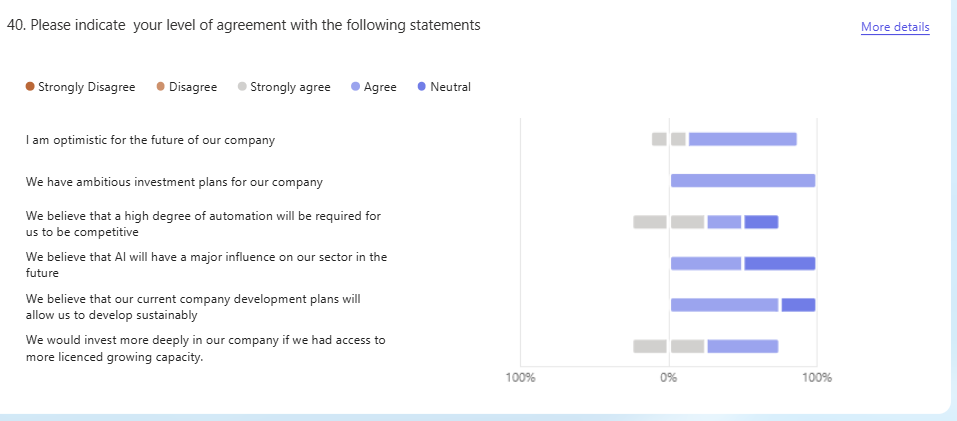 40. Please indicate  your level of agreement with the following statements
More details
Strongly Disagree
Disagree
Strongly agree
Agree
Neutral
I am optimistic for the future of our company
We have ambitious investment plans for our company
We believe that a high degree of automation will be required for
us to be competitive
We believe that AI will have a major influence on our sector in the
future
We believe that our current company development plans will
allow us to develop sustainably
We would invest more deeply in our company if we had access to
more licenced growing capacity.
100%
0%
100%